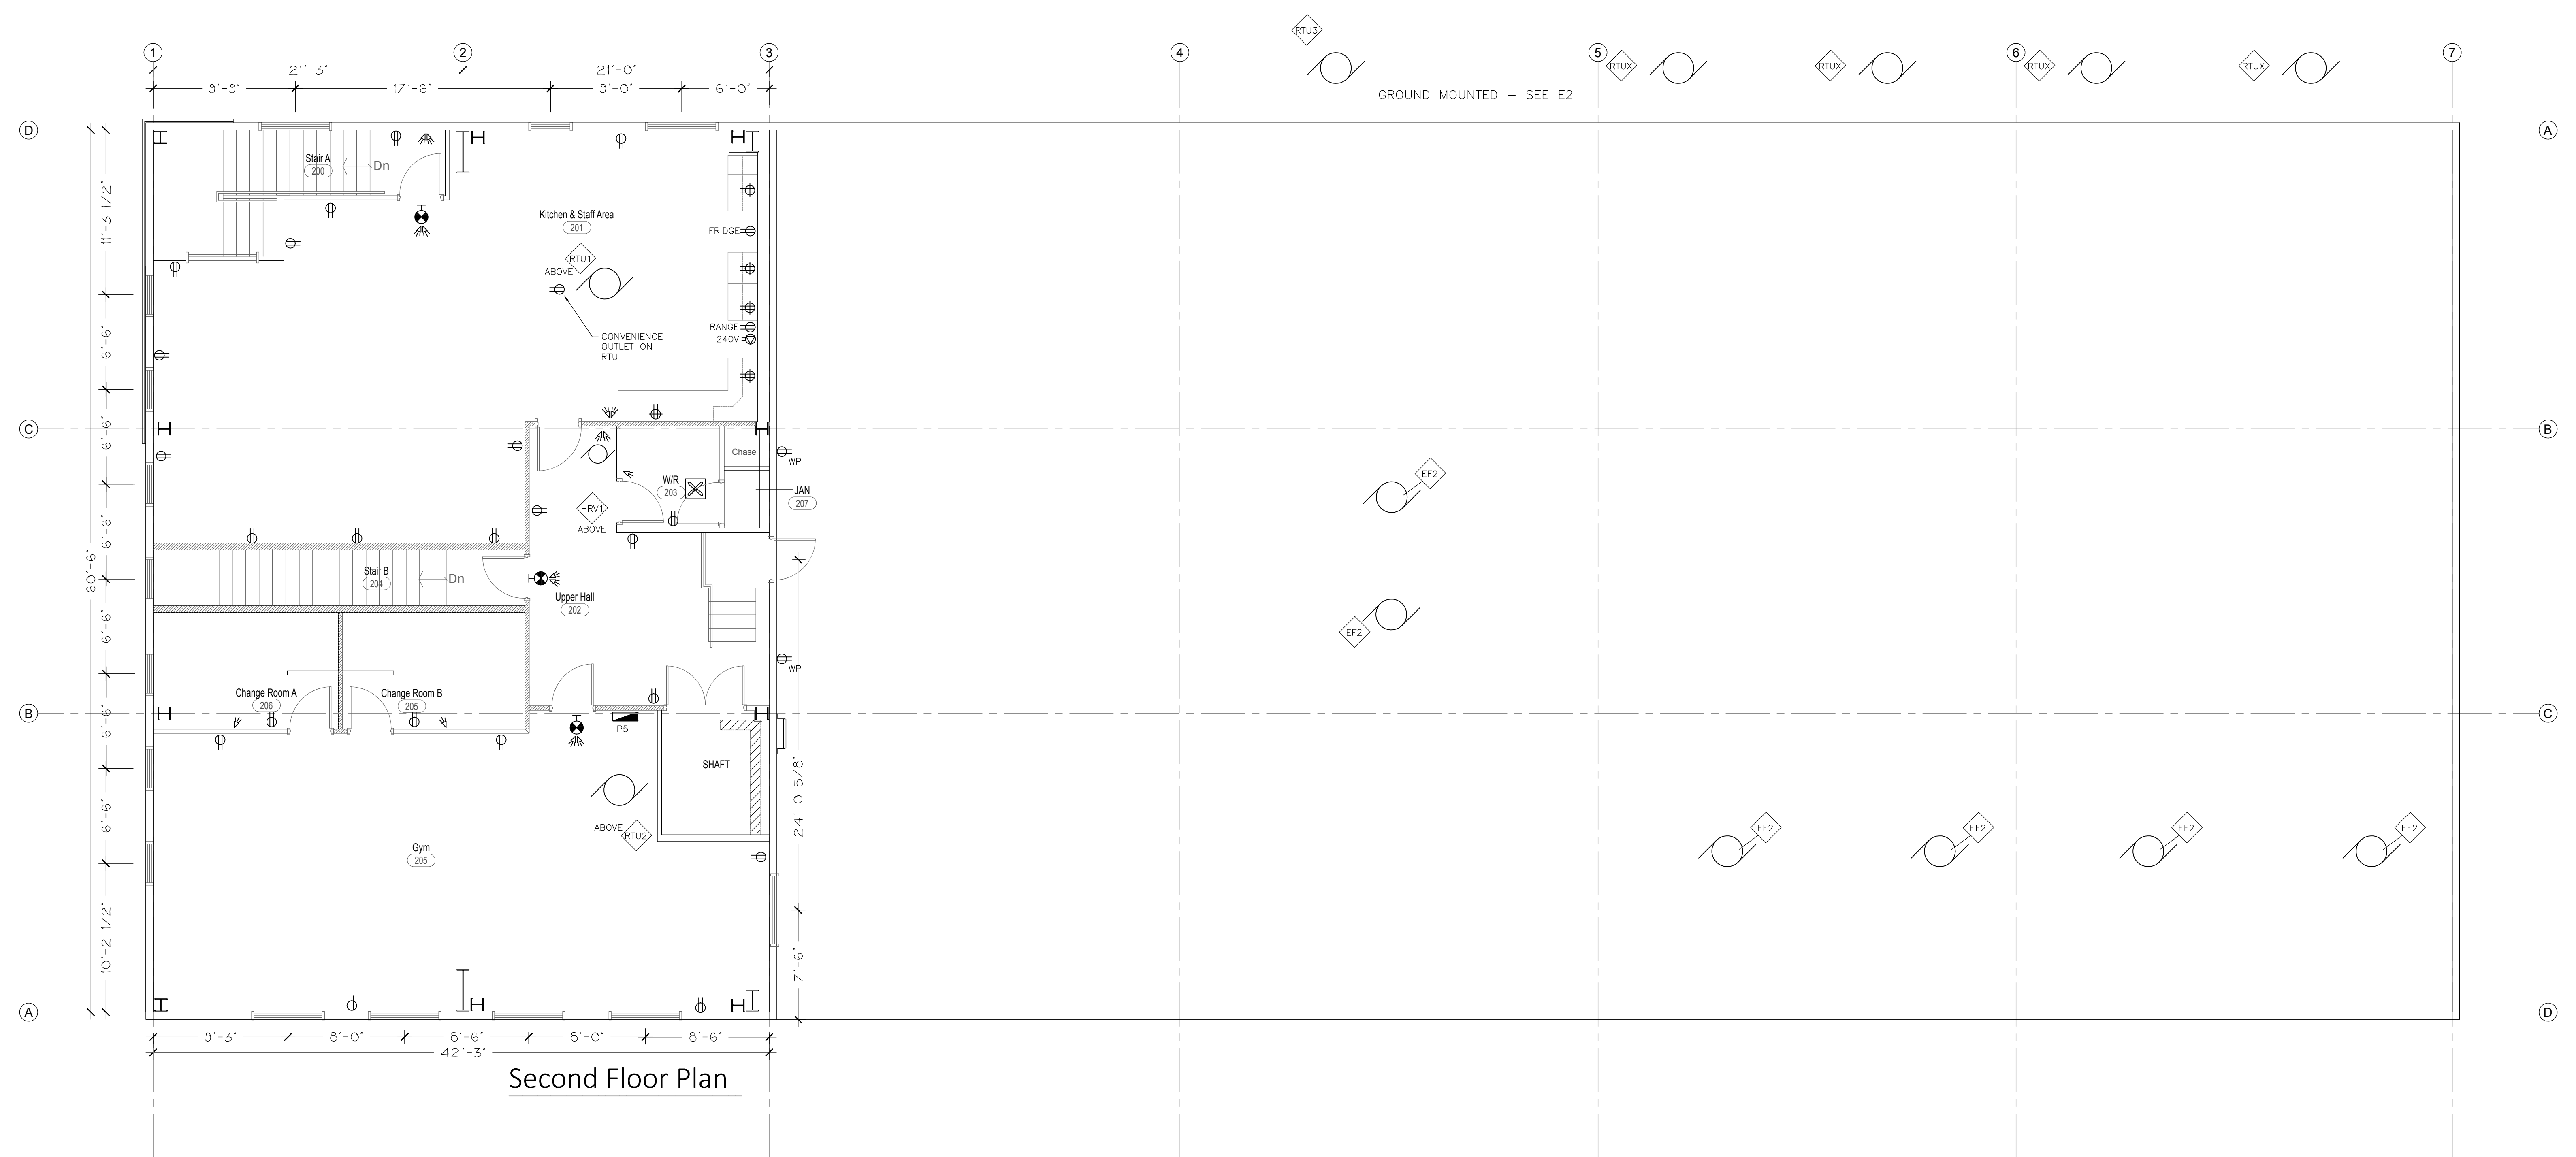 RTU3
1
2
3
4
5
6
7
RTUX
RTUX
RTUX
RTUX
21'-3"
21'-0"
9'-9"
17'-6"
9'-0"
6'-0"
GROUND MOUNTED – SEE E2
D
A
Stair A
200
Dn
11'-3 1/2"
Kitchen & Staff Area
201
FRIDGE
RTU1
ABOVE
CONVENIENCE
OUTLET ON
RTU
RANGE
240V
6'-6"
6'-6"
C
B
Chase
WP
W/R
203
JAN
207
EF2
HRV1
ABOVE
6'-6"
60'-6"
Stair B
204
Dn
Upper Hall
202
EF2
6'-6"
WP
Change Room A
206
Change Room B
205
B
C
6'-6"
P5
SHAFT
24'-0 5/8"
6'-6"
ABOVE
RTU2
EF2
EF2
EF2
EF2
Gym
205
10'-2 1/2"
7'-6"
A
D
9'-3"
8'-0"
8'-6"
8'-0"
8'-6"
42'-3"
Second Floor Plan